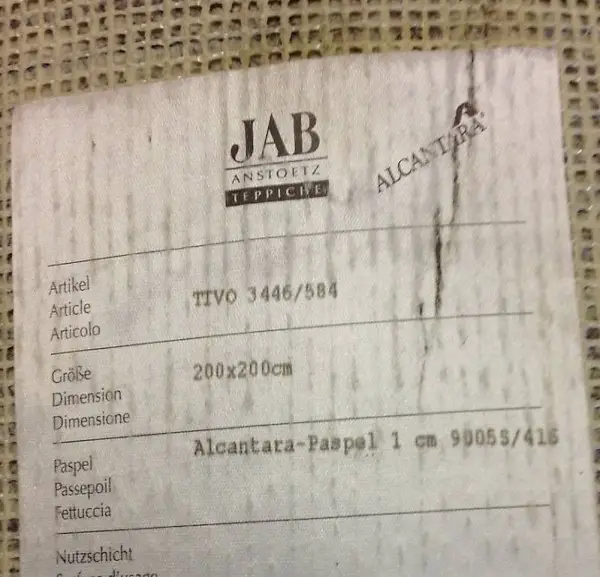 JAB
ANSTOETZ
TEPPICHE
ALCANTARA
Artikel
Article
Articolo
TIVO 3446/584
Größe
Dimension
Dimensione
200x200cm
Paspel
Passepoil
Fettuccia
Alcantara-Paspel 1 cm 9005S/416
Nutzschicht